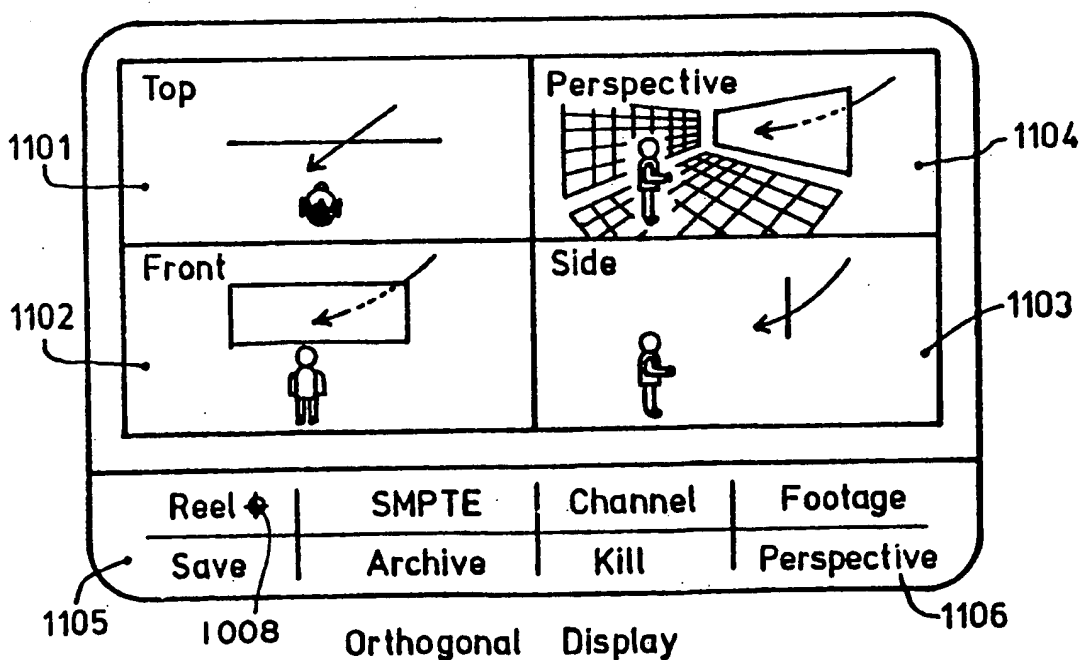 Top
Perspective
1101
1104
Front
Side
1102
1103
Reel
SMPTE
Channel
Footage
Save
Archive
Kill
Perspective
1105
1008
1106
Orthogonal Display